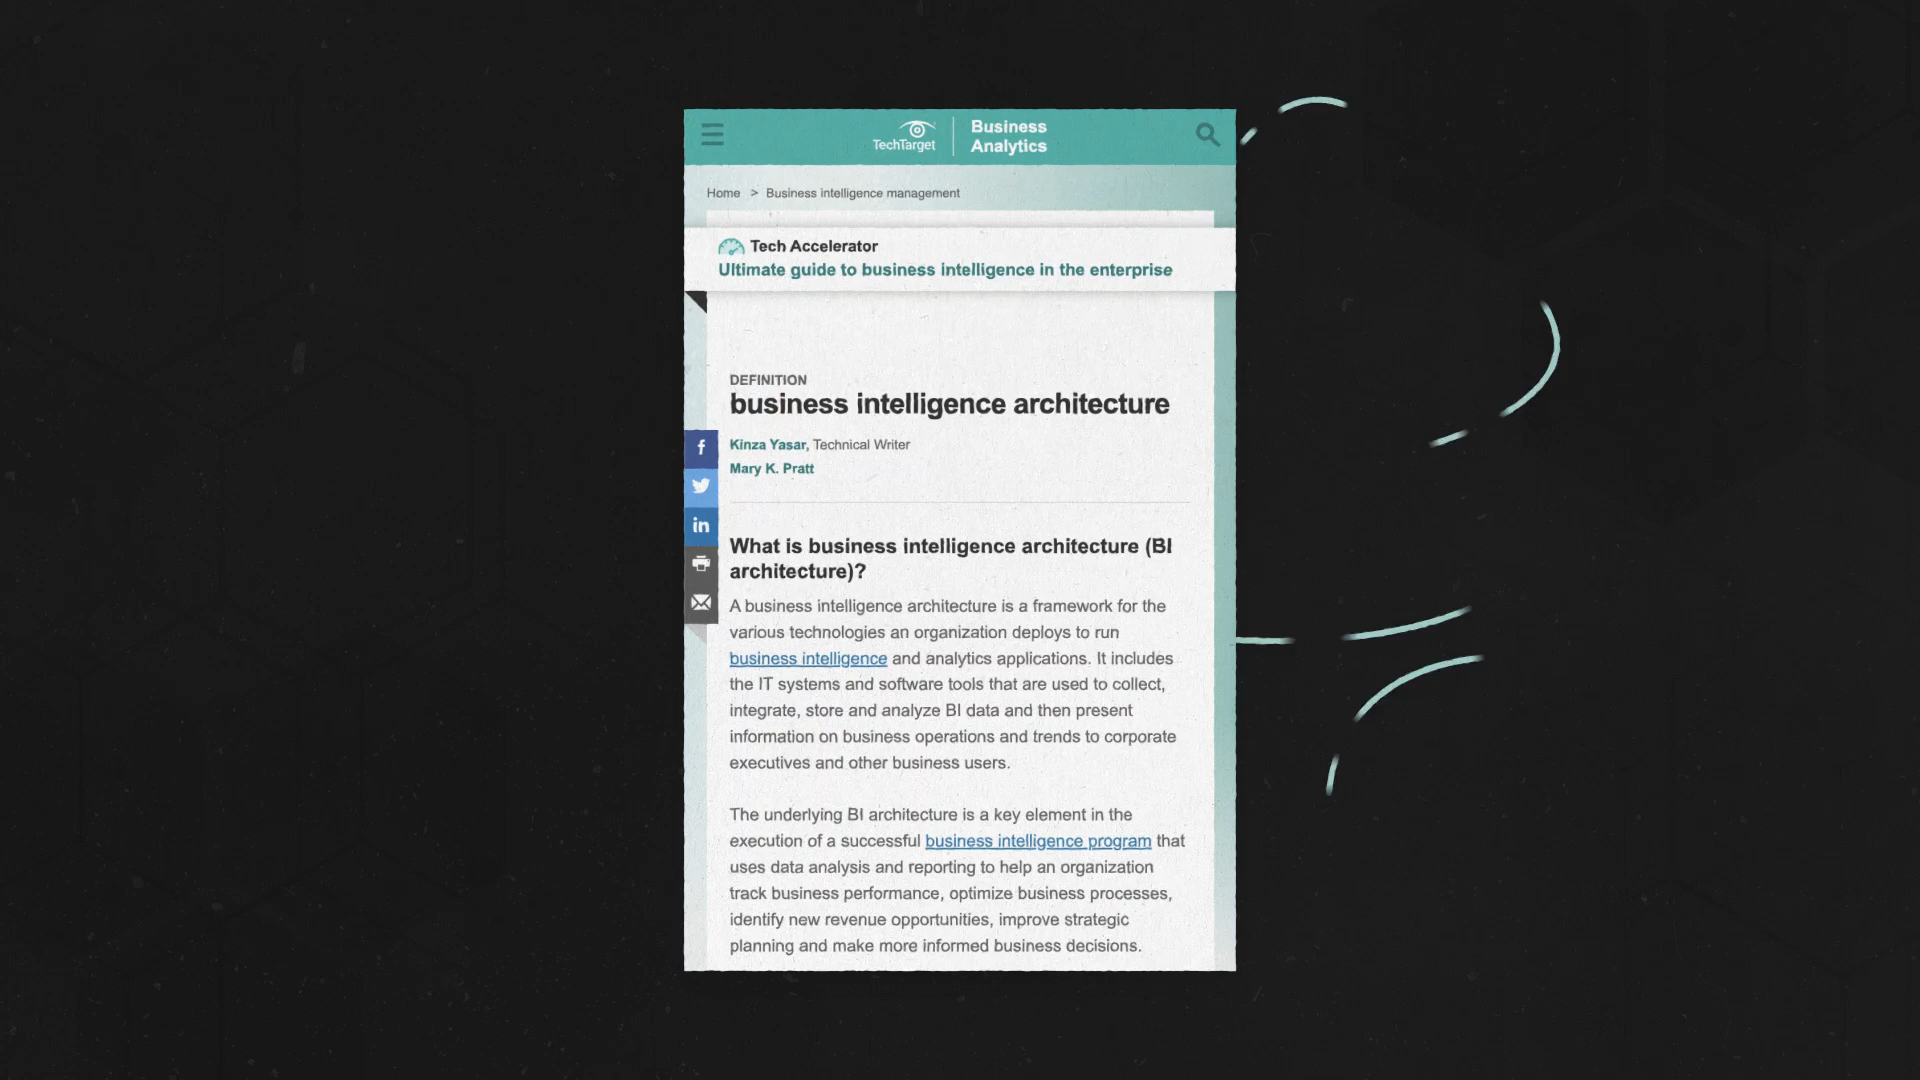 TechTarget
Business
Analytics
Home > Business intelligence management
Tech Accelerator
Ultimate guide to business intelligence in the enterprise
DEFINITION
business intelligence architecture
Kinza Yasar, Technical Writer
Mary K. Pratt
What is business intelligence architecture (BI
architecture)?
A business intelligence architecture is a framework for the
various technologies an organization deploys to run
business intelligence and analytics applications. It includes
the IT systems and software tools that are used to collect,
integrate, store and analyze BI data and then present
information on business operations and trends to corporate
executives and other business users.
The underlying BI architecture is a key element in the
execution of a successful business intelligence program that
uses data analysis and reporting to help an organization
track business performance, optimize business processes,
identify new revenue opportunities, improve strategic
planning and make more informed business decisions.